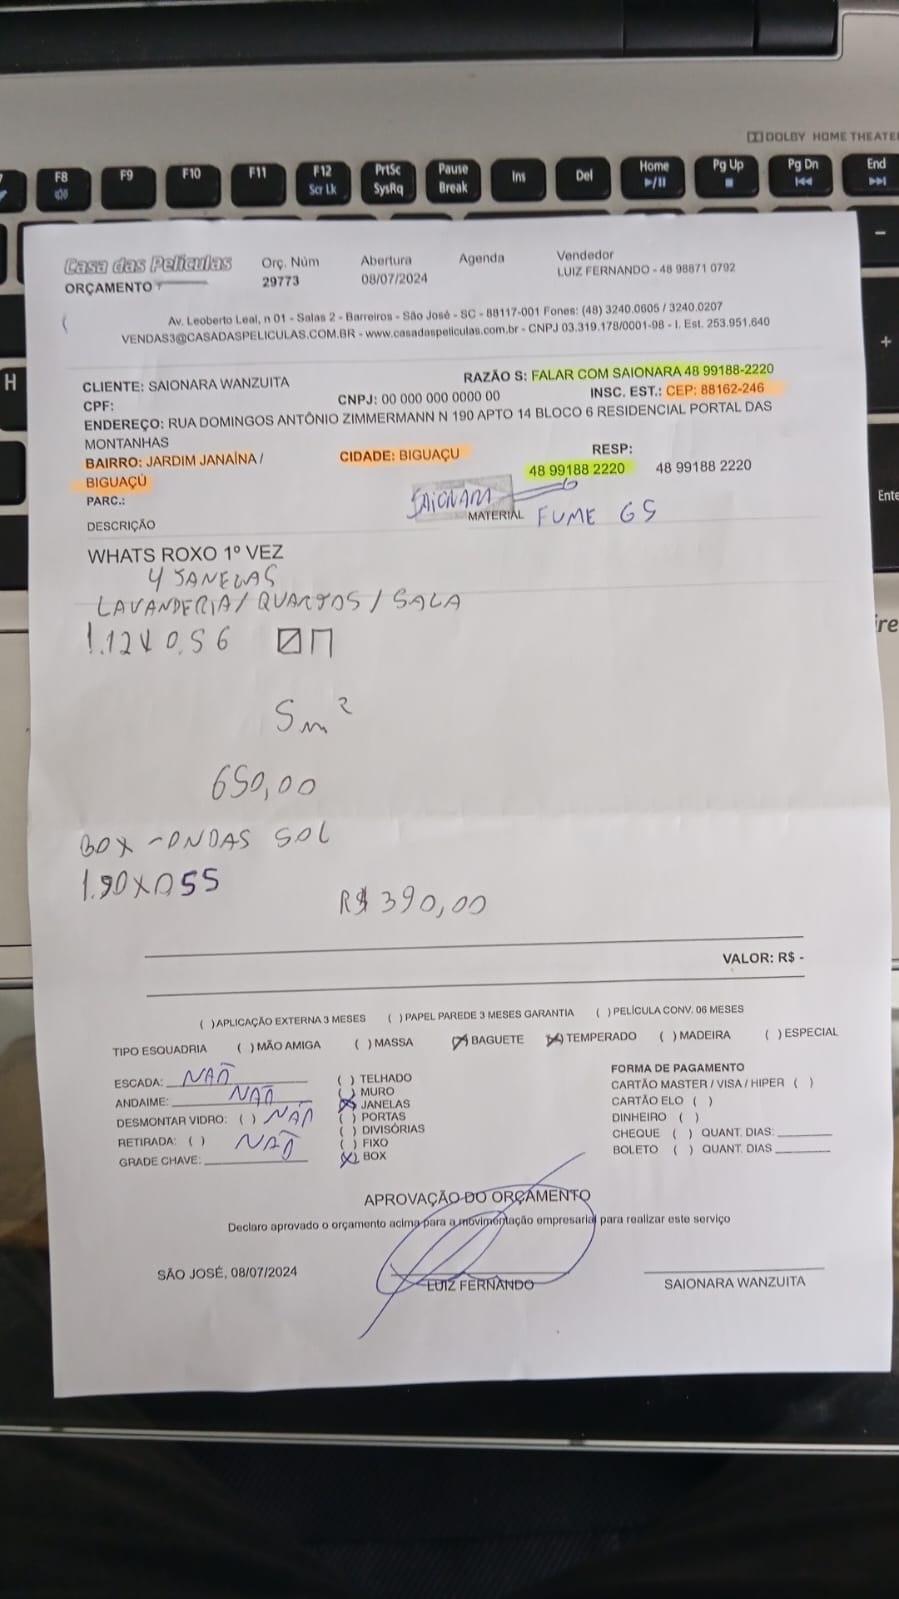 DOLBY HOME THEATE
F8
F9
F10
F11
F12
Scr Lk
PrtSc
SysRq
Pause
Break
Ins
Del
Home
Pg Up
Pg Dn
End
H
Ente
Casa das Películas
ORÇAMENTO
Orç. Núm
29773
Abertura
08/07/2024
Agenda
Vendedor
LUIZ FERNANDO - 48 98871 0792
Av. Leoberto Leal, n 01 - Salas 2 - Barreiros - São José - SC - 88117-001 Fones: (48) 3240.0605 / 3240.0207
VENDAS3@CASADASPELICULAS.COM.BR - www.casadaspeliculas.com.br - CNPJ 03.319.178/0001-98 - I. Est. 253.951.640
CLIENTE: SAIONARA WANZUITA RAZÃO S: FALAR COM SAIONARA 48 99188-2220
CPF: CNPJ: 00 000 000 0000 00 INSC. EST.: CEP: 88162-246
ENDEREÇO: RUA DOMINGOS ANTÔNIO ZIMMERMANN N 190 APTO 14 BLOCO 6 RESIDENCIAL PORTAL DAS
MONTANHAS
BAIRRO: JARDIM JANAÍNA / CIDADE: BIGUAÇU RESP:
BIGUAÇÙ 48 99188 2220 48 99188 2220
PARC.: SAIONARA
DESCRIÇÃO MATERIAL FUME G5
WHATS ROXO 1º VEZ
4 JANELAS
LAVANDERIA / QUARTOS / SALA
1.12X0.56
5m²
650,00
BOX - ONDAS SOL
1.90X0.55
R$ 390,00
VALOR: R$ -
( )APLICAÇÃO EXTERNA 3 MESES ( )PAPEL PAREDE 3 MESES GARANTIA ( )PELÍCULA CONV. 06 MESES
TIPO ESQUADRIA ( )MÃO AMIGA ( )MASSA (X)BAGUETE (X)TEMPERADO ( )MADEIRA ( )ESPECIAL
ESCADA: NÃO
ANDAIME: NÃO
DESMONTAR VIDRO: ( ) NÃO
RETIRADA: ( ) NÃO
GRADE CHAVE:
( ) TELHADO
( ) MURO
(X) JANELAS
( ) PORTAS
( ) DIVISÓRIAS
( ) FIXO
(X) BOX
FORMA DE PAGAMENTO
CARTÃO MASTER / VISA / HIPER ( )
CARTÃO ELO ( )
DINHEIRO ( )
CHEQUE ( ) QUANT. DIAS:
BOLETO ( ) QUANT. DIAS
APROVAÇÃO DO ORÇAMENTO
Declaro aprovado o orçamento acima para a movimentação empresarial para realizar este serviço
SÃO JOSÉ, 08/07/2024
LUIZ FERNANDO
SAIONARA WANZUITA